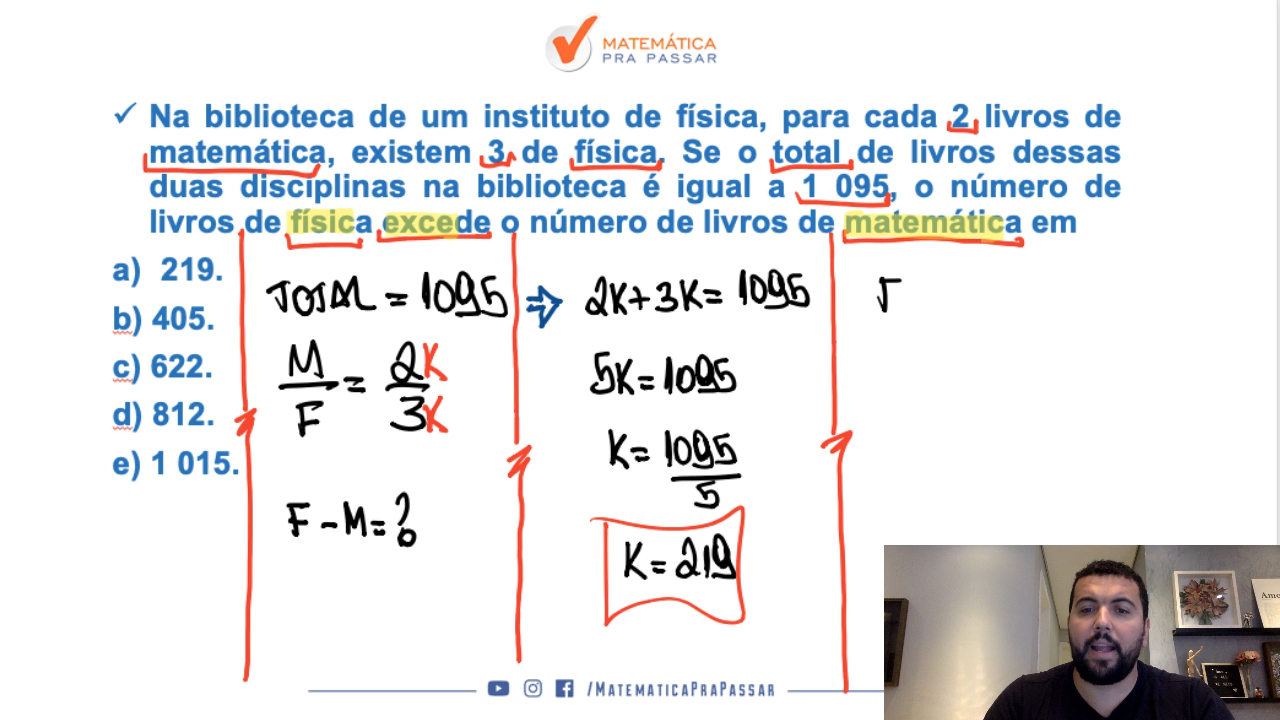 MATEMÁTICA
PRA PASSAR
✓ Na biblioteca de um instituto de física, para cada 2 livros de
matemática, existem 3 de física. Se o total de livros dessas
duas disciplinas na biblioteca é igual a 1 095, o número de
livros de física excede o número de livros de matemática em
a) 219.
b) 405.
c) 622.
d) 812.
e) 1 015.
TOTAL = 1095
M/F = 2K/3K
F - M = ?
⇒ 2K + 3K = 1095
5K = 1095
K = 1095/5
K = 219
/MATEMATICAPRAPASSAR